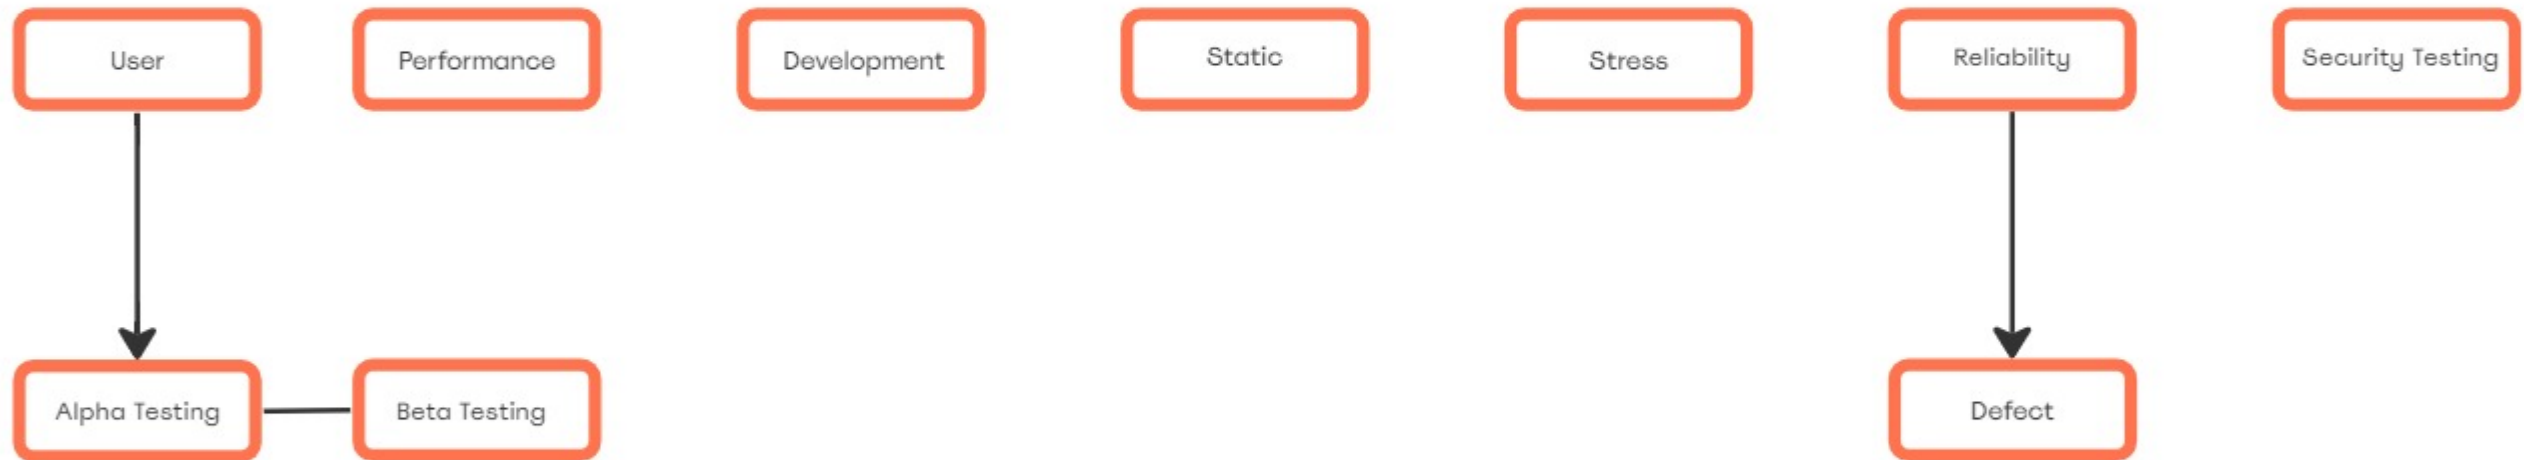 User
Performance
Development
Static
Stress
Reliability
Security Testing
Alpha Testing
Beta Testing
Defect